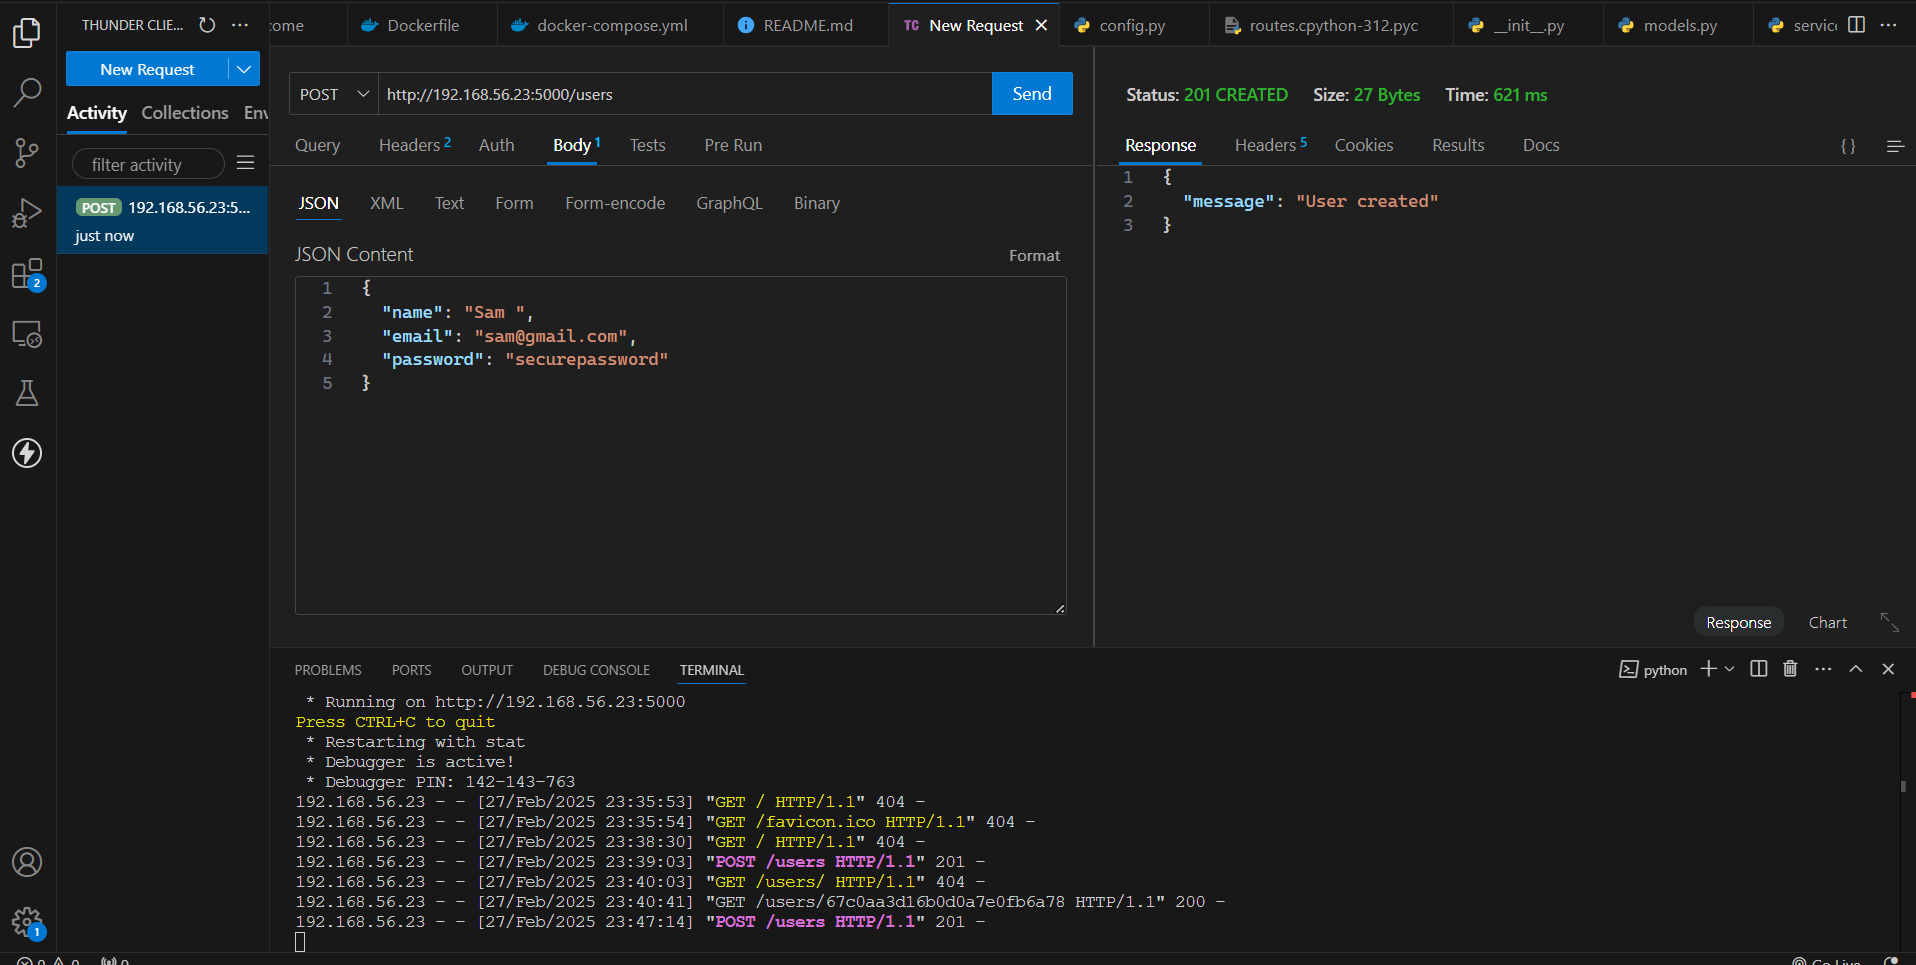 THUNDER CLIE...
come
Dockerfile
docker-compose.yml
README.md
TC New Request
config.py
routes.cpython-312.pyc
__init__.py
models.py
servic
New Request
Activity Collections Env
filter activity
POST 192.168.56.23:5...
just now
POST http://192.168.56.23:5000/users Send
Query Headers 2 Auth Body 1 Tests Pre Run
JSON XML Text Form Form-encode GraphQL Binary
JSON Content Format
1 {
2 "name": "Sam ",
3 "email": "sam@gmail.com",
4 "password": "securepassword"
5 }
Status: 201 CREATED Size: 27 Bytes Time: 621 ms
Response Headers 5 Cookies Results Docs {}
1 {
2 "message": "User created"
3 }
Response Chart
2
1
PROBLEMS PORTS OUTPUT DEBUG CONSOLE TERMINAL
python
* Running on http://192.168.56.23:5000
Press CTRL+C to quit
* Restarting with stat
* Debugger is active!
* Debugger PIN: 142-143-763
192.168.56.23 - - [27/Feb/2025 23:35:53] "GET / HTTP/1.1" 404 -
192.168.56.23 - - [27/Feb/2025 23:35:54] "GET /favicon.ico HTTP/1.1" 404 -
192.168.56.23 - - [27/Feb/2025 23:38:30] "GET / HTTP/1.1" 404 -
192.168.56.23 - - [27/Feb/2025 23:39:03] "POST /users HTTP/1.1" 201 -
192.168.56.23 - - [27/Feb/2025 23:40:03] "GET /users/ HTTP/1.1" 404 -
192.168.56.23 - - [27/Feb/2025 23:40:41] "GET /users/67c0aa3d16b0d0a7e0fb6a78 HTTP/1.1" 200 -
192.168.56.23 - - [27/Feb/2025 23:47:14] "POST /users HTTP/1.1" 201 -
0 0 0
Go Live